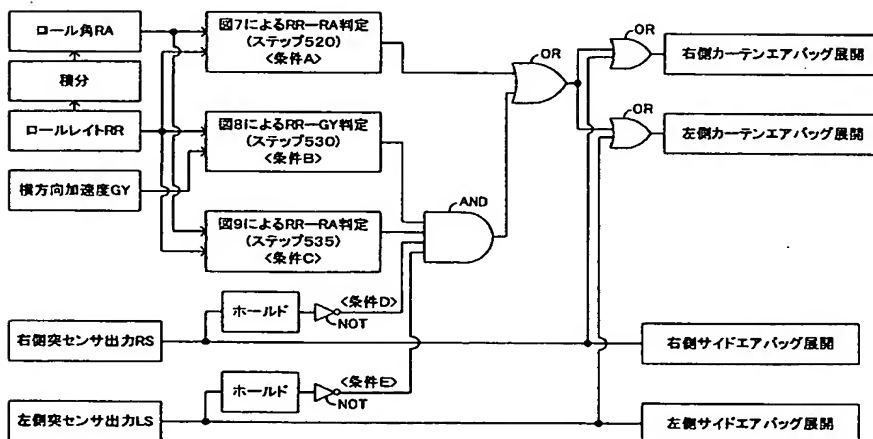 ロール角RA
積分
ロールレイトRR
横方向加速度GY
図7によるRR—RA判定
(ステップ520)
<条件A>
図8によるRR—GY判定
(ステップ530)
<条件B>
図9によるRR—RA判定
(ステップ535)
<条件C>
AND
OR
OR
右側カーテンエアバッグ展開
OR
左側カーテンエアバッグ展開
右側突センサ出力RS
ホールド
NOT
<条件D>
右側サイドエアバッグ展開
左側突センサ出力LS
ホールド
NOT
<条件E>
左側サイドエアバッグ展開